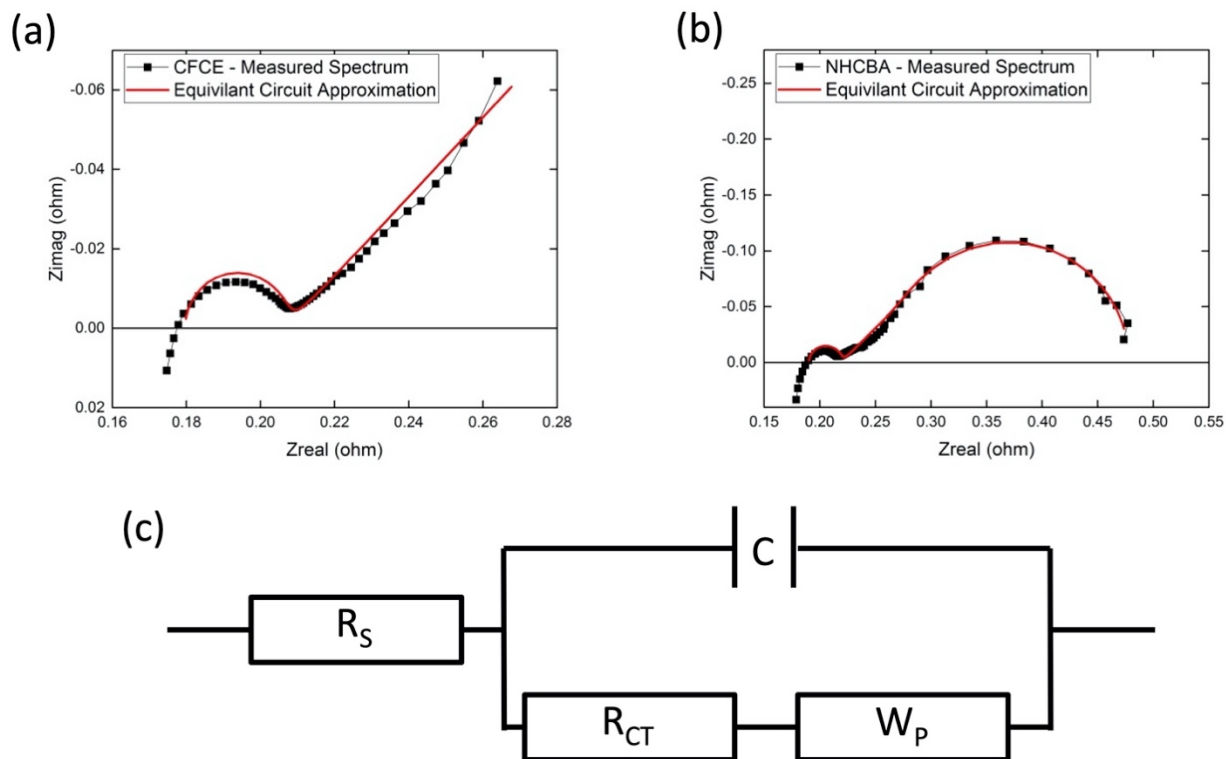 (a)
CFCE - Measured Spectrum
Equivilant Circuit Approximation
-0.06
-0.04
-0.02
0.00
0.02
Zimag (ohm)
0.16 0.18 0.20 0.22 0.24 0.26 0.28
Zreal (ohm)
(b)
NHCBA - Measured Spectrum
Equivilant Circuit Approximation
-0.25
-0.20
-0.15
-0.10
-0.05
0.00
Zimag (ohm)
0.15 0.20 0.25 0.30 0.35 0.40 0.45 0.50 0.55
Zreal (ohm)
(c)
C
RS
RCT
WP